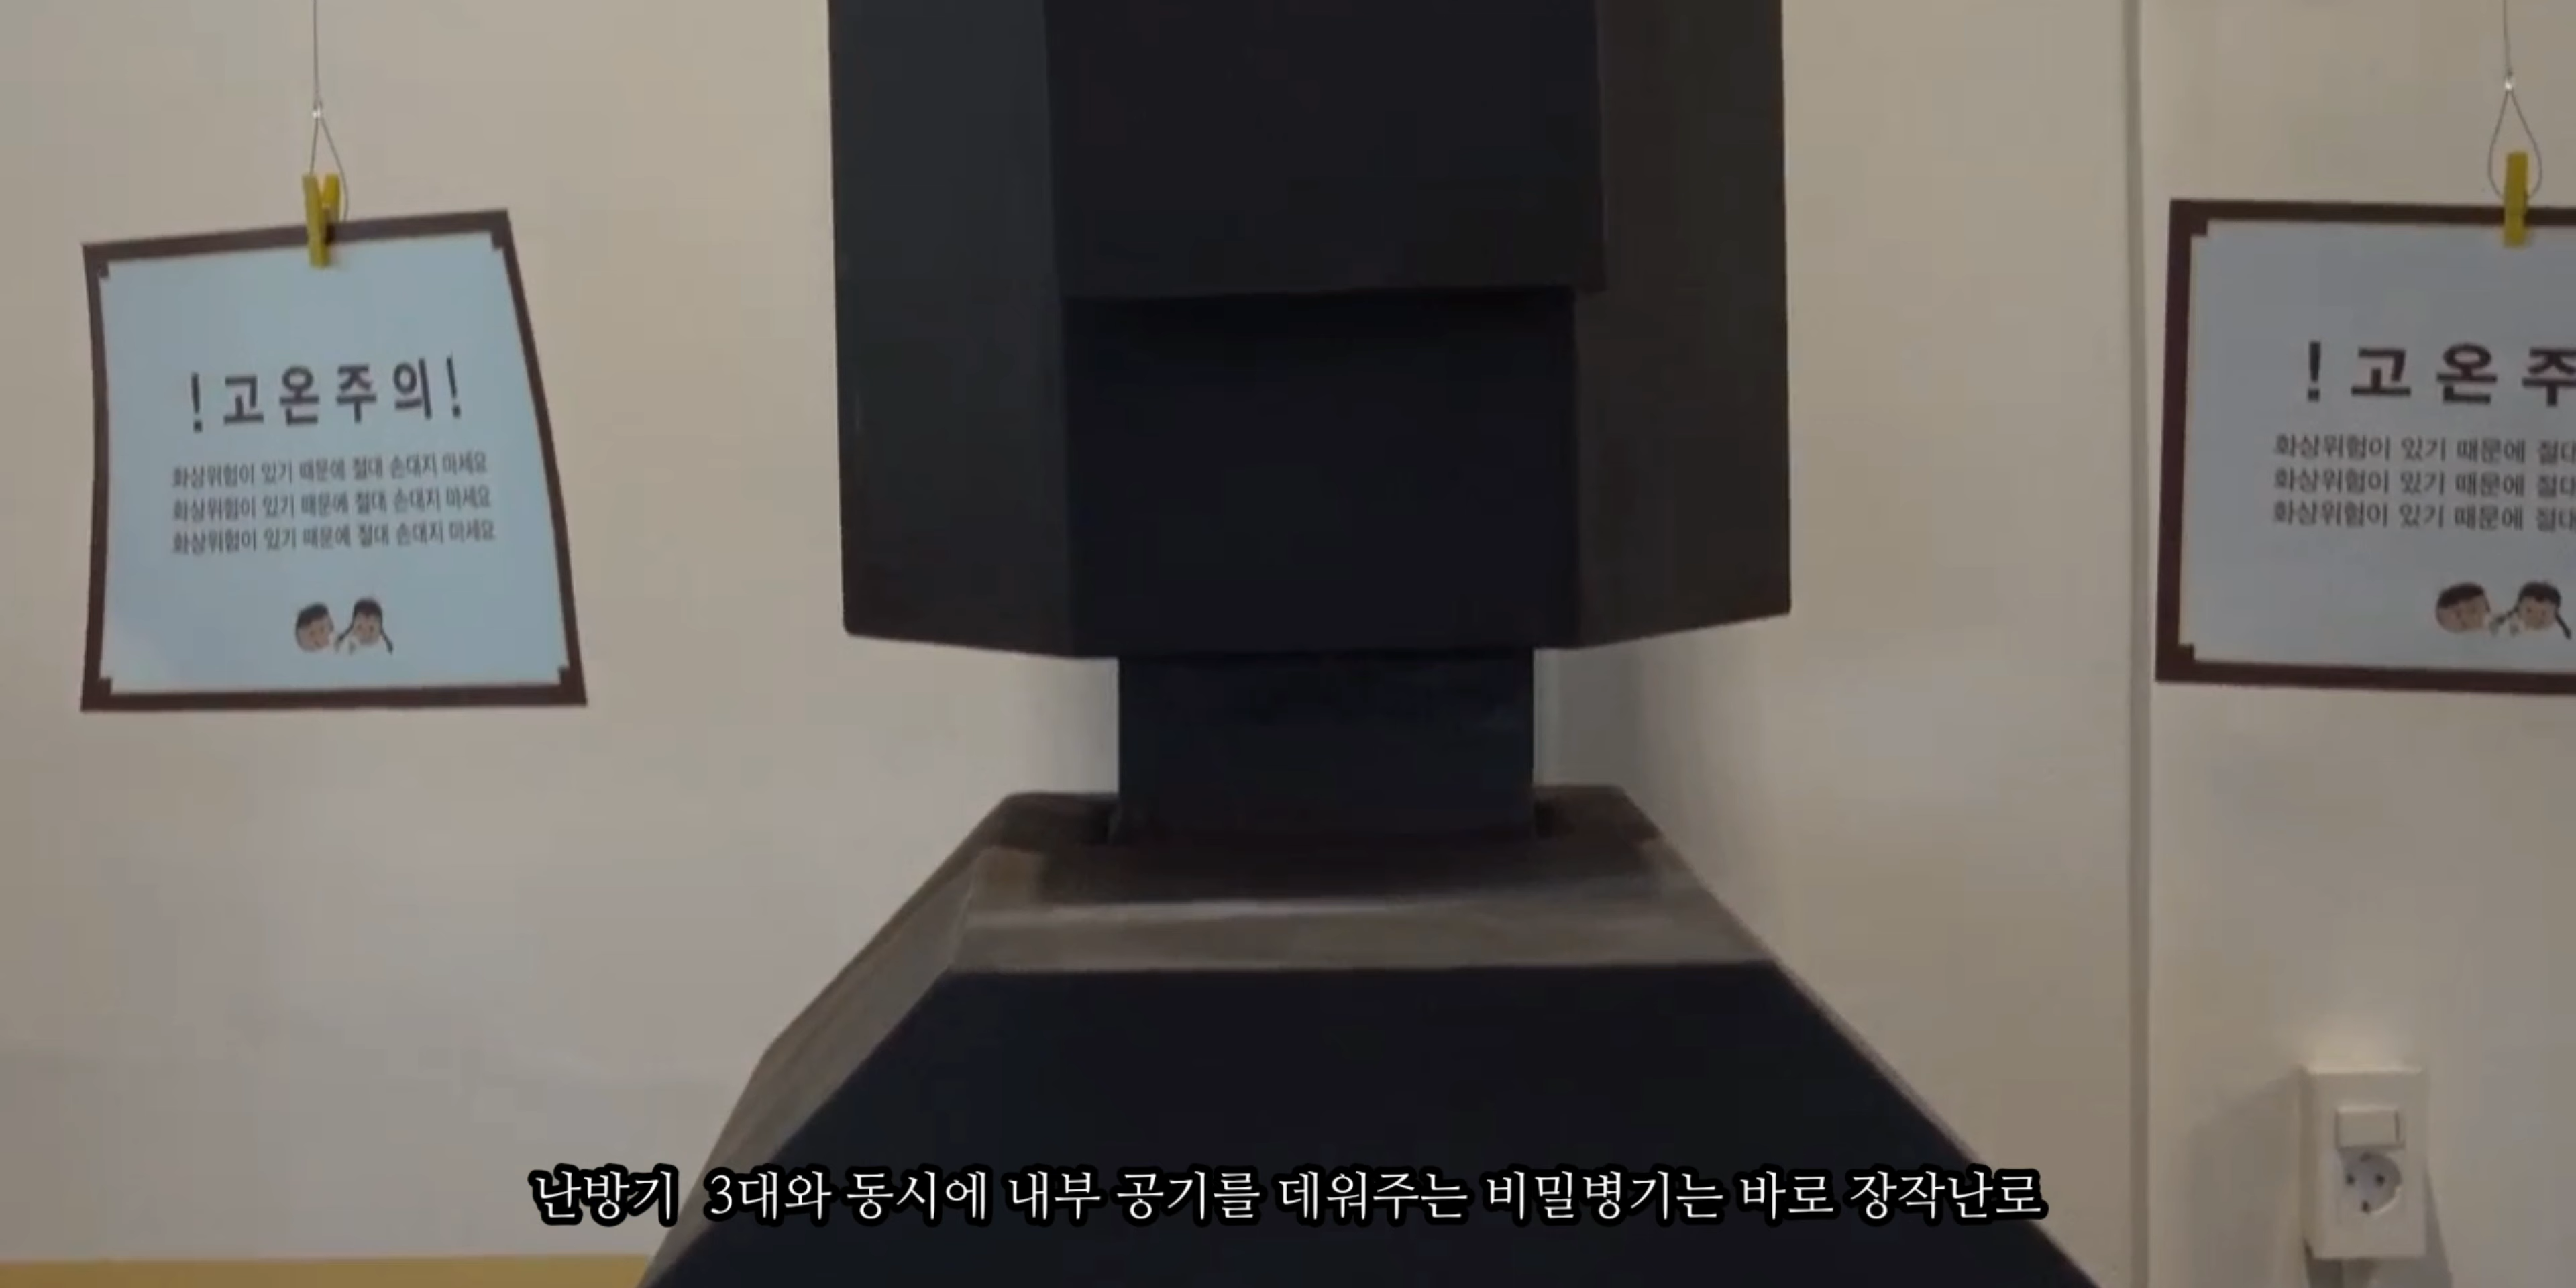 !고온주의!
화상위험이 있기 때문에 절대 손대지 마세요
화상위험이 있기 때문에 절대 손대지 마세요
화상위험이 있기 때문에 절대 손대지 마세요
!고온주
화상위험이 있기 때문에 절대
화상위험이 있기 때문에 절대
화상위험이 있기 때문에 절대
난방기 3대와 동시에 내부 공기를 데워주는 비밀병기는 바로 장작난로